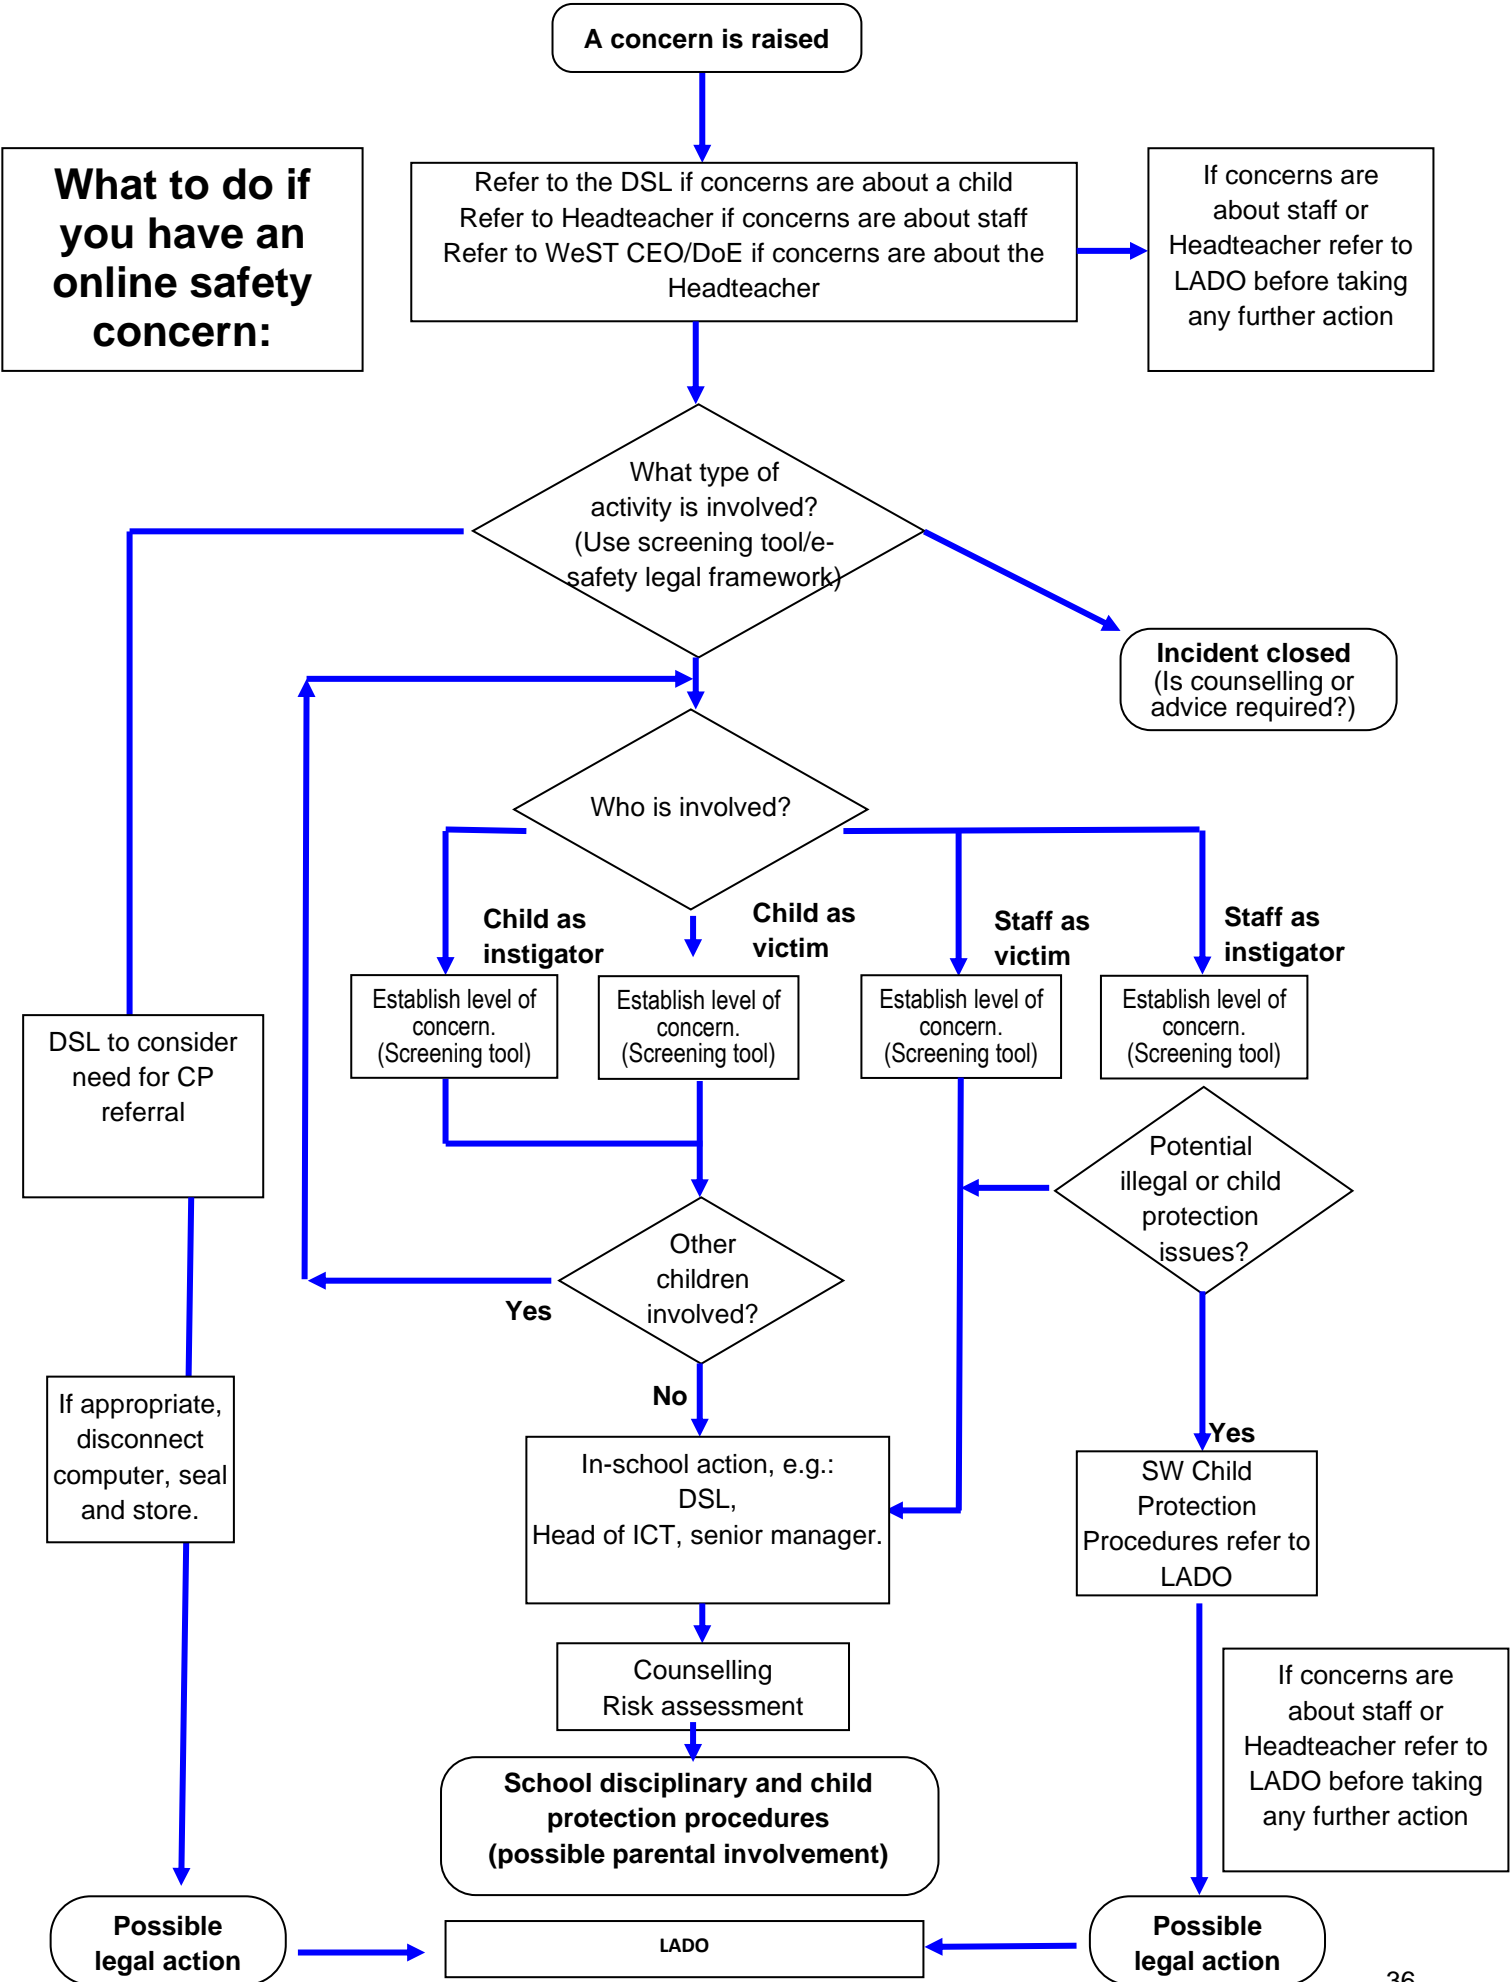 A concern is raised
What to do if
you have an
online safety
concern:
Refer to the DSL if concerns are about a child
Refer to Headteacher if concerns are about staff
Refer to WeST CEO/DoE if concerns are about the
Headteacher
If concerns are
about staff or
Headteacher refer to
LADO before taking
any further action
What type of
activity is involved?
(Use screening tool/e-
safety legal framework)
Incident closed
(Is counselling or
advice required?)
Who is involved?
Child as
instigator
Child as
victim
Staff as
victim
Staff as
instigator
Establish level of
concern.
(Screening tool)
Establish level of
concern.
(Screening tool)
Establish level of
concern.
(Screening tool)
Establish level of
concern.
(Screening tool)
DSL to consider
need for CP
referral
Potential
illegal or child
protection
issues?
Other
children
involved?
Yes
No
If appropriate,
disconnect
computer, seal
and store.
In-school action, e.g.:
DSL,
Head of ICT, senior manager.
Yes
SW Child
Protection
Procedures refer to
LADO
Counselling
Risk assessment
If concerns are
about staff or
Headteacher refer to
LADO before taking
any further action
School disciplinary and child
protection procedures
(possible parental involvement)
Possible
legal action
LADO
Possible
legal action
36